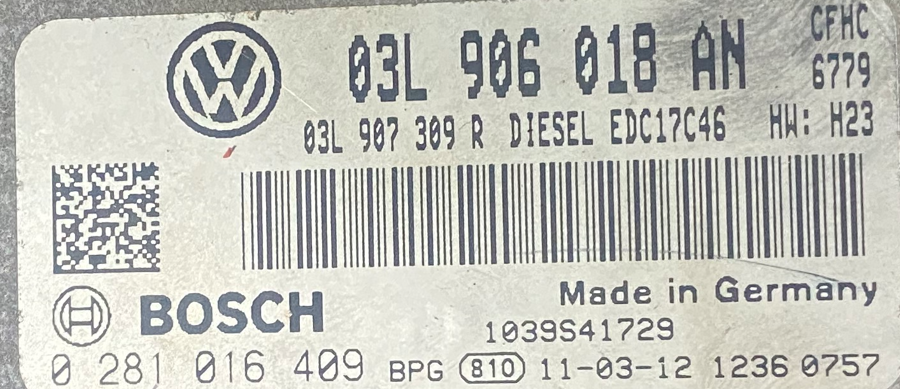 03L 906 018 AN CFHC
6779
03L 907 309 R DIESEL EDC17C46 HW: H23
Made in Germany
BOSCH
1039S41729
0 281 016 409 BPG 810 11-03-12 1236 0757